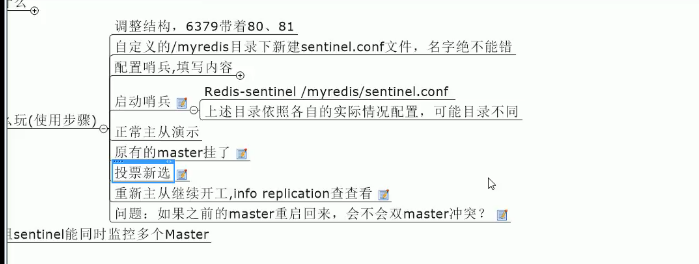 什么
调整结构，6379带着80、81
自定义的/myredis目录下新建sentinel.conf文件，名字绝不能错
配置哨兵,填写内容
启动哨兵
Redis-sentinel /myredis/sentinel.conf
上述目录依照各自的实际情况配置，可能目录不同
么玩(使用步骤)
正常主从演示
原有的master挂了
投票新选
重新主从继续开工,info replication查查看
问题：如果之前的master重启回来，会不会双master冲突？
组sentinel能同时监控多个Master